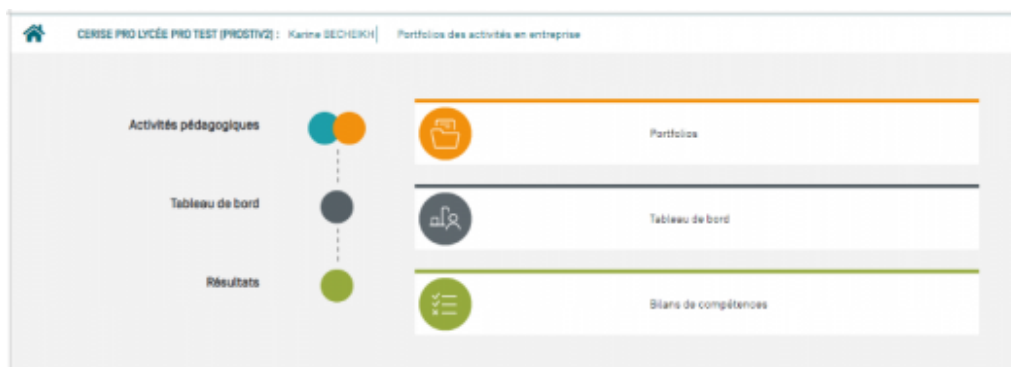 CERISE PRO LYCÉE PRO TEST (PROSTIV2) : Karine BECHEIKH Portfolios des activités en entreprise
Activités pédagogiques
Portfolios
Tableau de bord
Tableau de bord
Résultats
Bilans de compétences